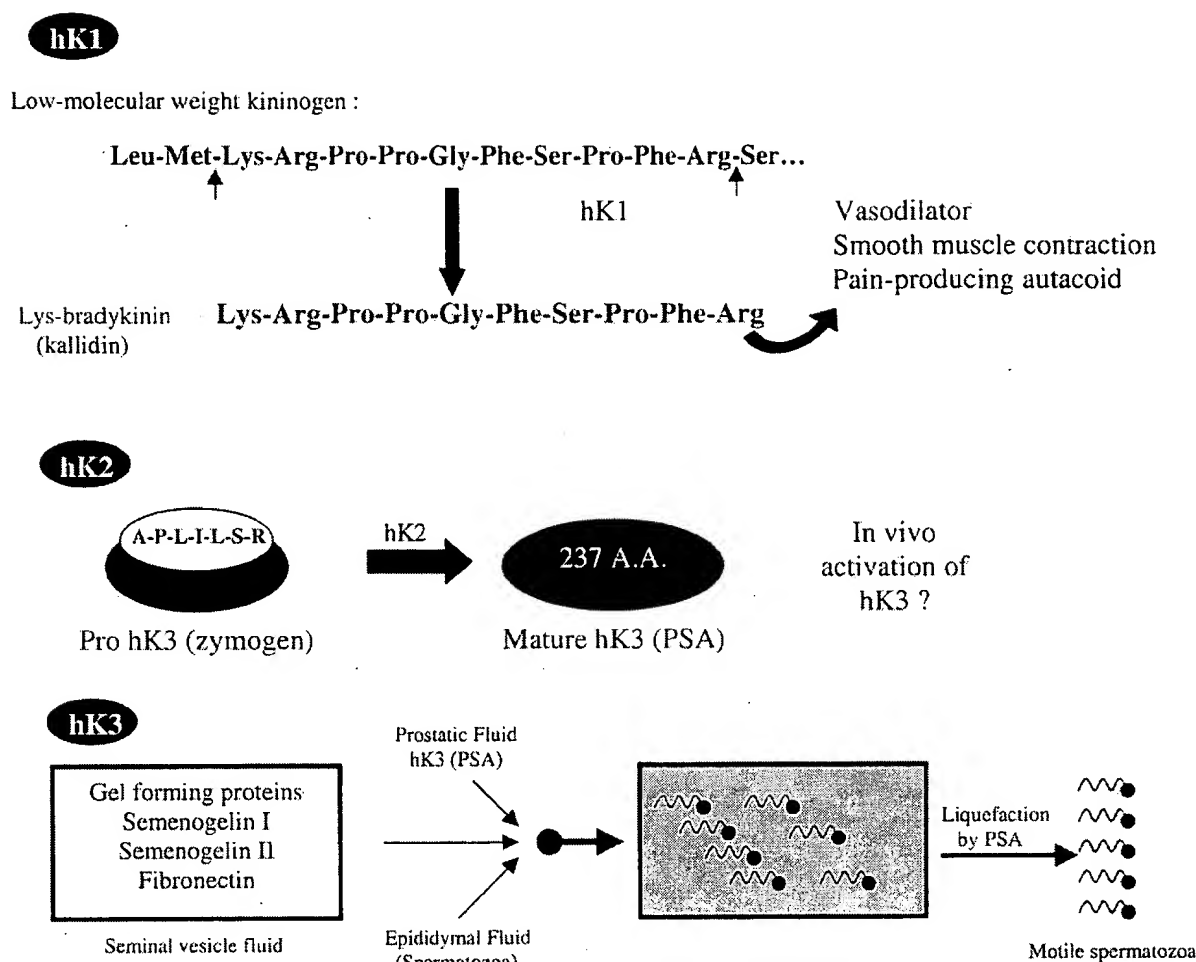 hK1
Low-molecular weight kininogen :
Leu-Met-Lys-Arg-Pro-Pro-Gly-Phe-Ser-Pro-Phe-Arg-Ser...
hK1
Vasodilator
Smooth muscle contraction
Pain-producing autacoid
Lys-bradykinin
(kallidin)
Lys-Arg-Pro-Pro-Gly-Phe-Ser-Pro-Phe-Arg
hK2
A-P-L-I-L-S-R
hK2
237 A.A.
In vivo
activation of
hK3 ?
Pro hK3 (zymogen)
Mature hK3 (PSA)
hK3
Gel forming proteins
Semenogelin I
Semenogelin II
Fibronectin
Seminal vesicle fluid
Prostatic Fluid
hK3 (PSA)
Epididymal Fluid
(Spermatozoa)
Liquefaction
by PSA
Motile spermatozoa